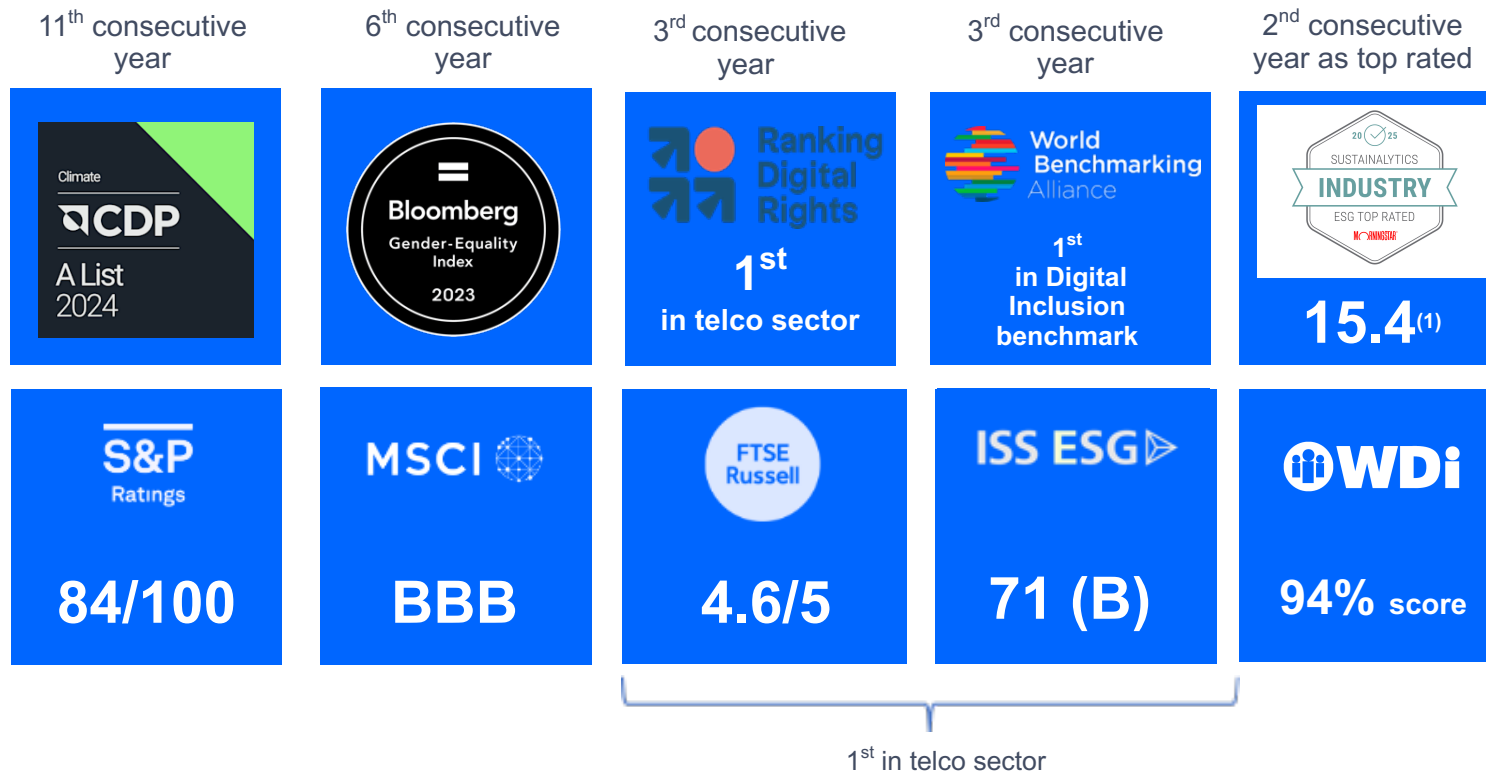 11th consecutive
year
6th consecutive
year
3rd consecutive
year
3rd consecutive
year
2nd consecutive
year as top rated
Climate
CDP
A List
2024
Bloomberg
Gender-Equality
Index
2023
Ranking
Digital
Rights
1st
in telco sector
World
Benchmarking
Alliance
1st
in Digital
Inclusion
benchmark
20 25
SUSTAINALYTICS
INDUSTRY
ESG TOP RATED
MORNINGSTAR
15.4(1)
S&P
Ratings
84/100
MSCI
BBB
FTSE
Russell
4.6/5
ISS ESG
71 (B)
WDi
94% score
1st in telco sector